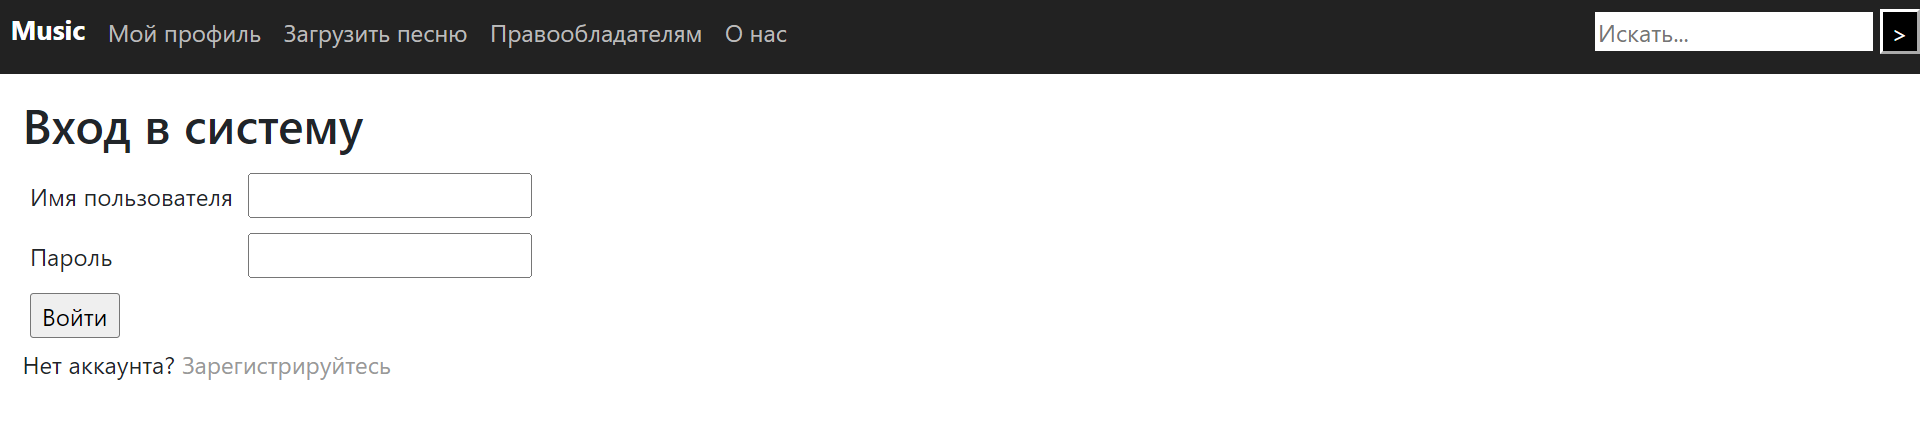 Music Мой профиль Загрузить песню Правообладателям О нас Искать... >
Вход в систему
Имя пользователя
Пароль
Войти
Нет аккаунта? Зарегистрируйтесь